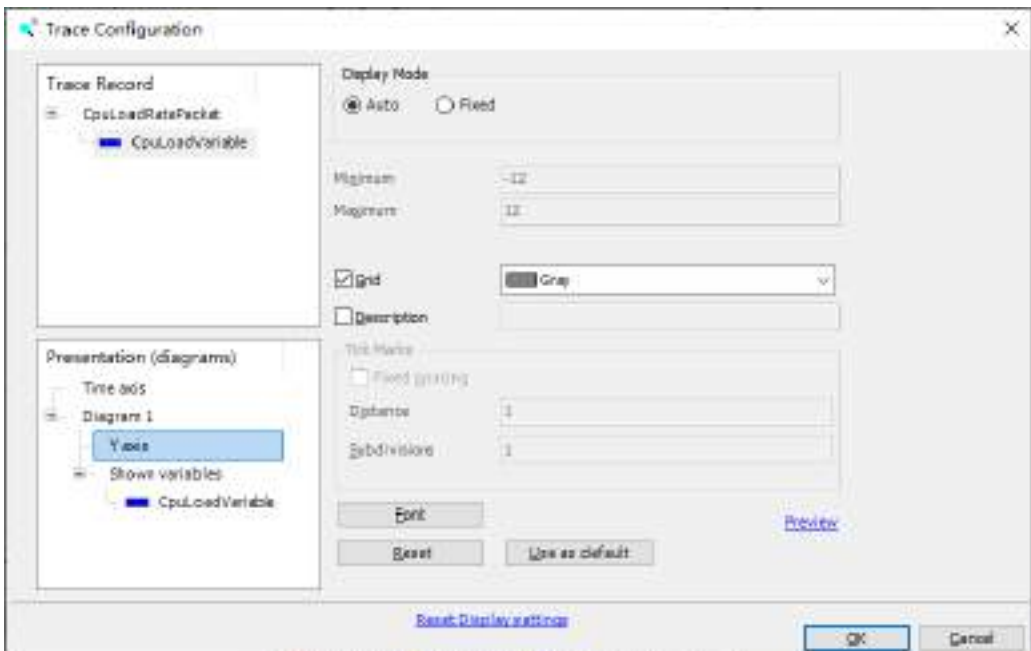 Trace Configuration
Trace Record
CpuLoadRatePacket
CpuLoadVariable
Display Mode
Auto
Fixed
Minimum
-12
Maximum
12
Grid
Gray
Description
Tick Marks
Fixed spacing
Distance
1
Subdivisions
1
Presentation (diagrams)
Time axis
Diagram 1
Y axis
Shown variables
CpuLoadVariable
Font
Preview
Reset
Use as default
Reset Display settings
OK
Cancel